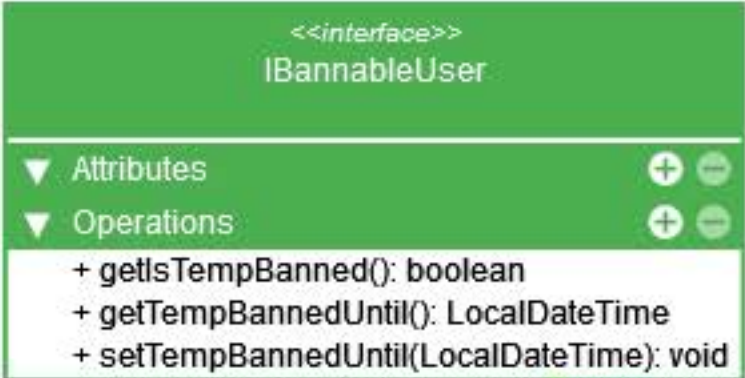 <<interface>>
IBannableUser
Attributes
Operations
+ getIsTempBanned(): boolean
+ getTempBannedUntil(): LocalDateTime
+ setTempBannedUntil(LocalDateTime): void